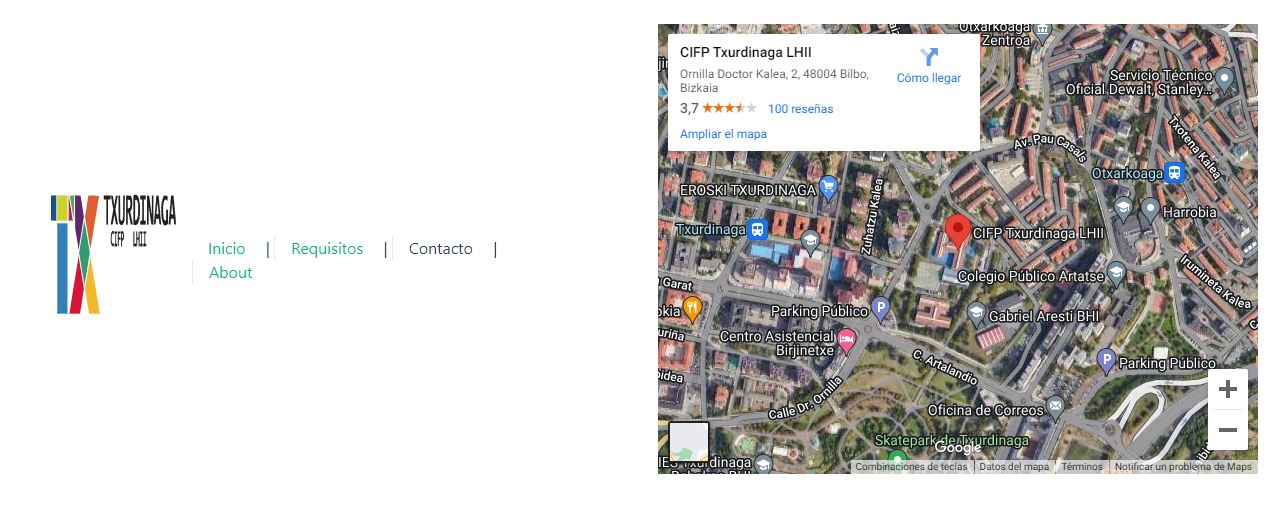 TXURDINAGA
CIFP LHII
Inicio | Requisitos | Contacto |
About
CIFP Txurdinaga LHII
Ornilla Doctor Kalea, 2, 48004 Bilbo,
Bizkaia
3,7
100 reseñas
Ampliar el mapa
Cómo llegar
Otxarkoaga
Zentroa
Servicio Técnico
Oficial Dewalt, Stanley...
Txotena Kalea
Av. Pau Casals
Otxarkoaga
EROSKI TXURDINAGA
Zuhatzu Kalea
Harrobia
Txurdinaga
CIFP Txurdinaga LHII
Irumineta Kalea
Colegio Público Artatse
u Garat
okia
Parking Público
P
Gabriel Aresti BHI
uriña
Centro Asistencial
Birjinetxe
C. Artalandio
P
Parking Público
bidea
Calle Dr. Ornilla
Oficina de Correos
Skatepark de Txurdinaga
Google
IES Txurdinaga
Combinaciones de teclas
Datos del mapa
Términos
Notificar un problema de Maps